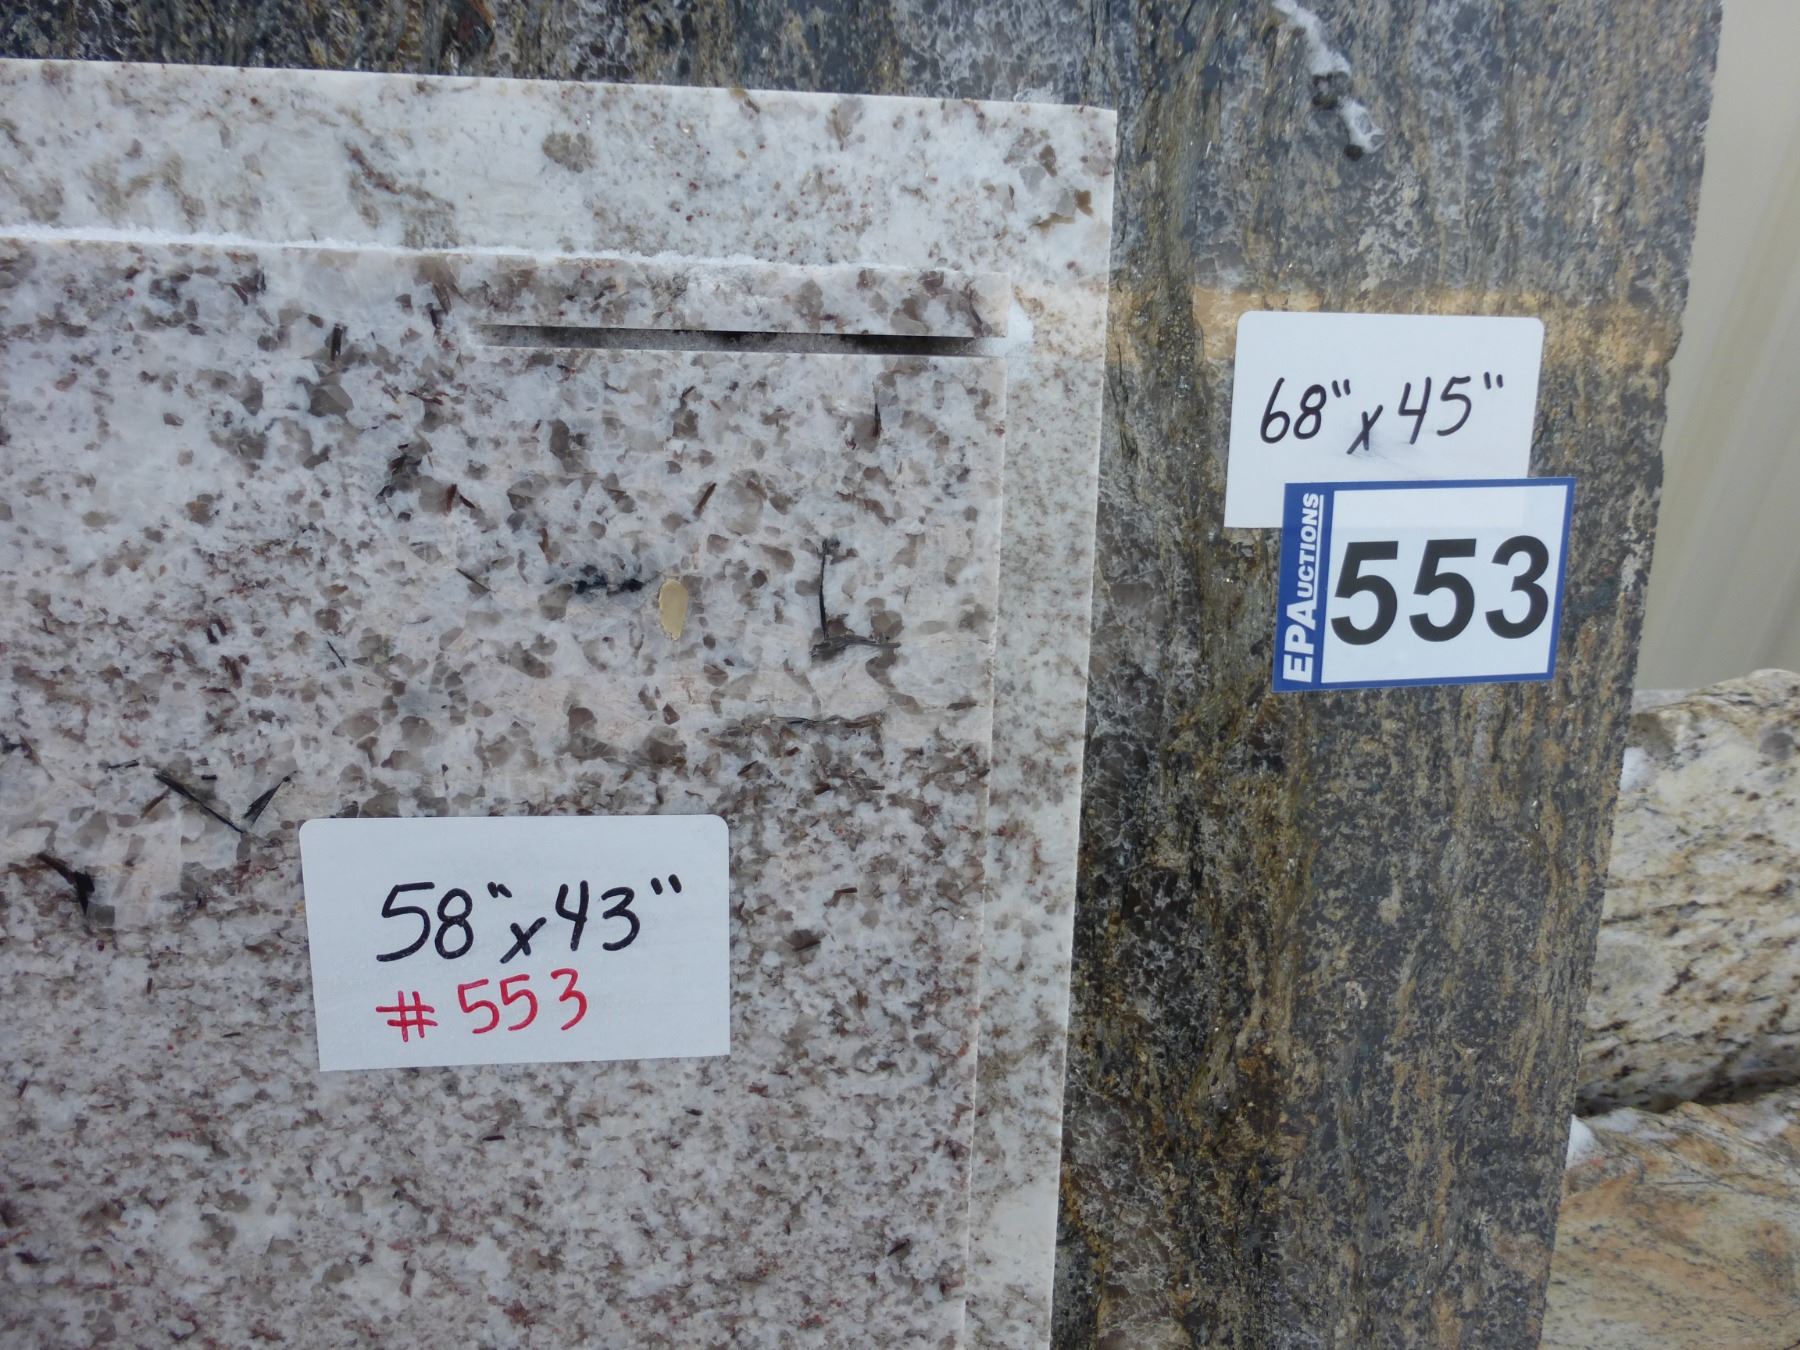 68" x 45"
EPAUCTIONS
553
58" x 43"
# 553